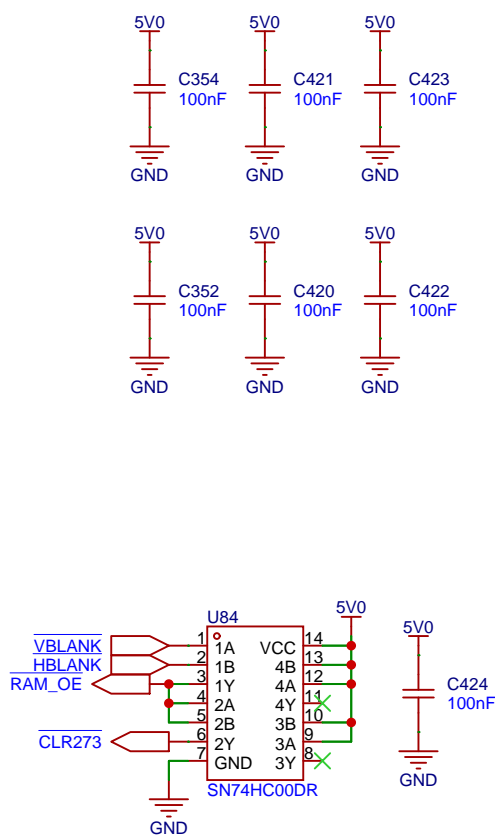 5V0 5V0 5V0
C354 C421 C423
100nF 100nF 100nF
GND GND GND
5V0 5V0 5V0
C352 C420 C422
100nF 100nF 100nF
GND GND GND
U84
5V0
5V0
VBLANK 1 1A VCC 14
HBLANK 2 1B 4B 13
RAM_OE 3 1Y 4A 12
4 2A 4Y 11
5 2B 3B 10
CLR273 6 2Y 3A 9
7 GND 3Y 8
C424
100nF
SN74HC00DR
GND
GND